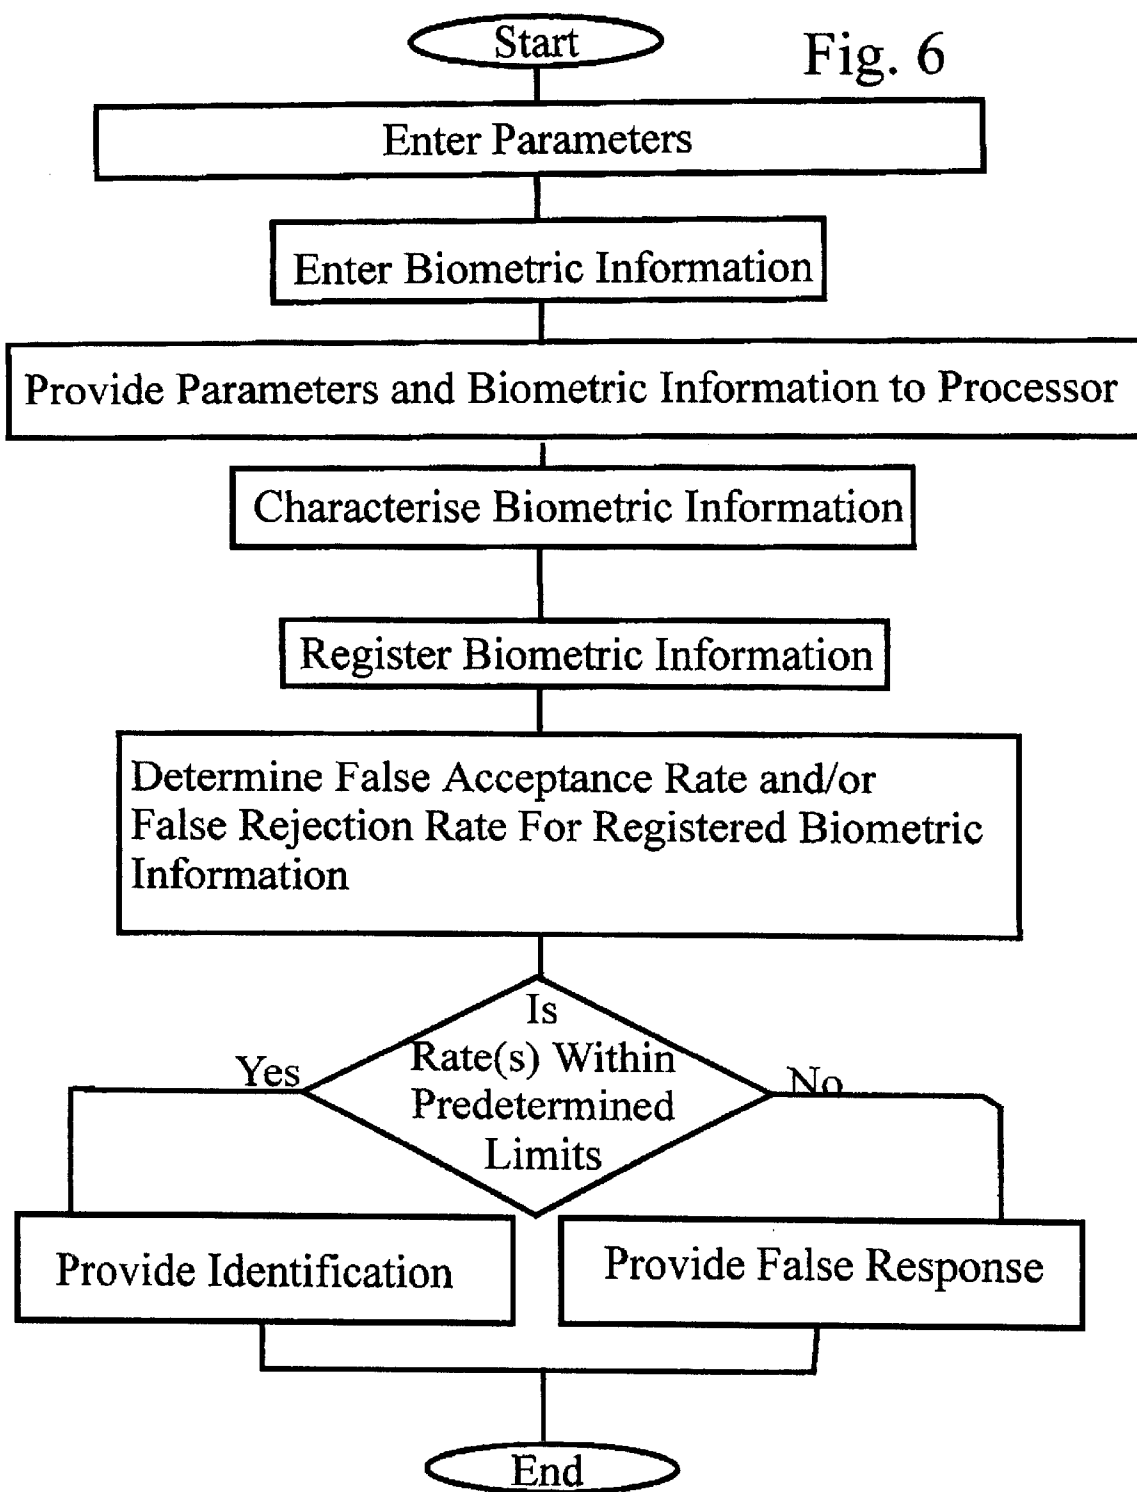 Start
Fig. 6
Enter Parameters
Enter Biometric Information
Provide Parameters and Biometric Information to Processor
Characterise Biometric Information
Register Biometric Information
Determine False Acceptance Rate and/or
False Rejection Rate For Registered Biometric
Information
Is
Rate(s) Within
Predetermined
Limits
Yes
No
Provide Identification
Provide False Response
End